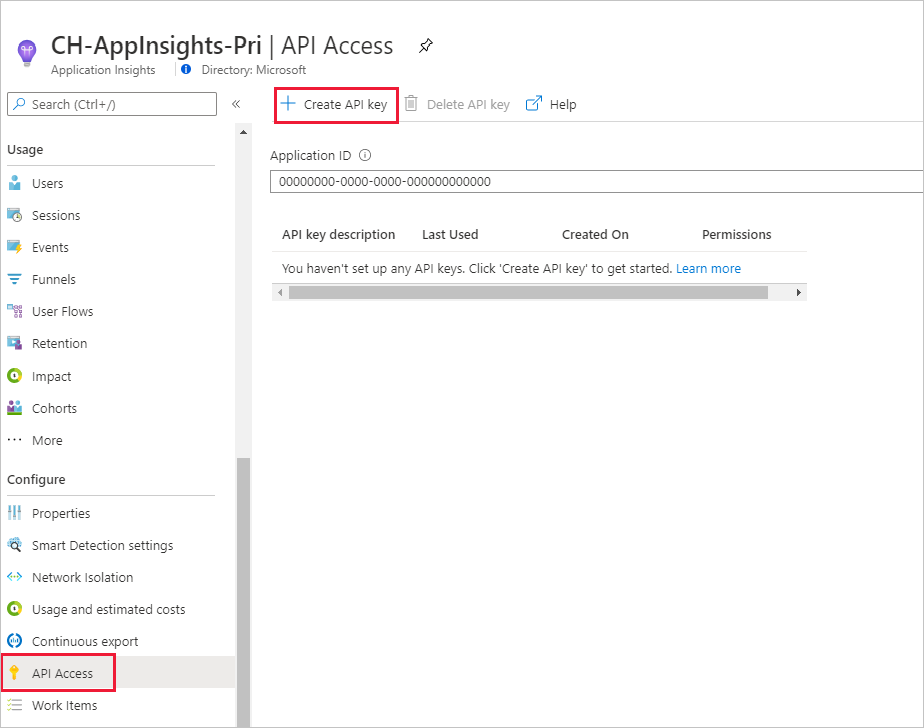 CH-AppInsights-Pri | API Access
Application Insights
Directory: Microsoft
Search (Ctrl+/)
«
Create API key
Delete API key
Help
Usage
Users
Sessions
Events
Funnels
User Flows
Retention
Impact
Cohorts
More
Configure
Properties
Smart Detection settings
Network Isolation
Usage and estimated costs
Continuous export
API Access
Work Items
Application ID
00000000-0000-0000-000000000000
API key description Last Used Created On Permissions
You haven't set up any API keys. Click 'Create API key' to get started. Learn more